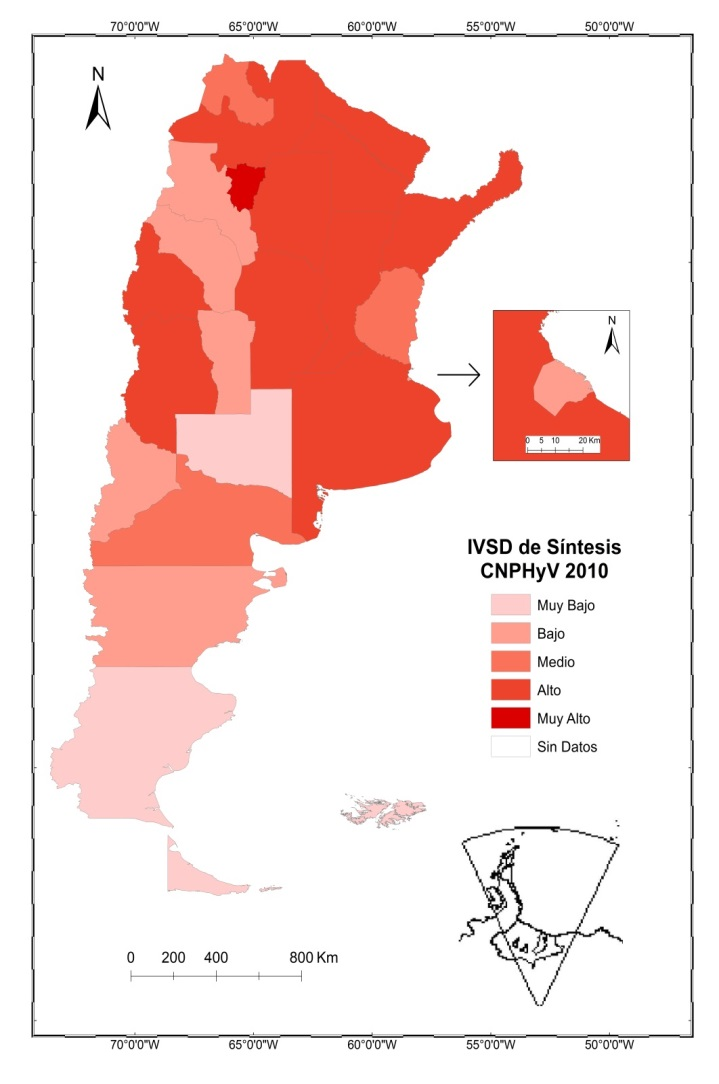 70°0'0"W 65°0'0"W 60°0'0"W 55°0'0"W 50°0'0"W
N
N
0 5 10 20 Km
IVSD de Síntesis
CNPHyV 2010
Muy Bajo
Bajo
Medio
Alto
Muy Alto
Sin Datos
0 200 400 800 Km
70°0'0"W 65°0'0"W 60°0'0"W 55°0'0"W 50°0'0"W